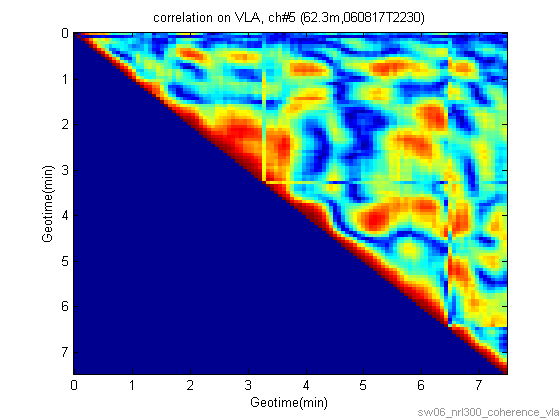 correlation on VLA, ch#5 (62.3m,060817T2230)
0
1
2
3
4
5
6
7
Geotime(min)
0 1 2 3 4 5 6 7
Geotime(min)
sw06_nrl300_coherence_vla